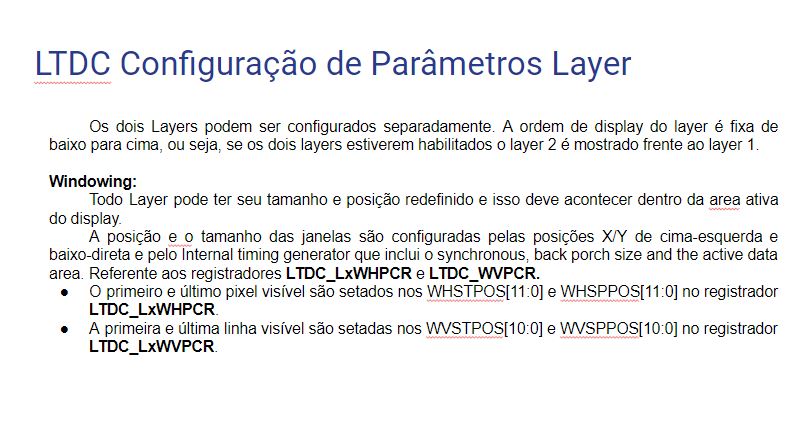 LTDC Configuração de Parâmetros Layer
Os dois Layers podem ser configurados separadamente. A ordem de display do layer é fixa de
baixo para cima, ou seja, se os dois layers estiverem habilitados o layer 2 é mostrado frente ao layer 1.
Windowing:
Todo Layer pode ter seu tamanho e posição redefinido e isso deve acontecer dentro da area ativa
do display.
A posição e o tamanho das janelas são configuradas pelas posições X/Y de cima-esquerda e
baixo-direta e pelo Internal timing generator que inclui o synchronous, back porch size and the active data
area. Referente aos registradores LTDC_LxWHPCR e LTDC_WVPCR.
● O primeiro e último pixel visível são setados nos WHSTPOS[11:0] e WHSPPOS[11:0] no registrador
LTDC_LxWHPCR.
● A primeira e última linha visível são setadas nos WVSTPOS[10:0] e WVSPPOS[10:0] no registrador
LTDC_LxWVPCR.